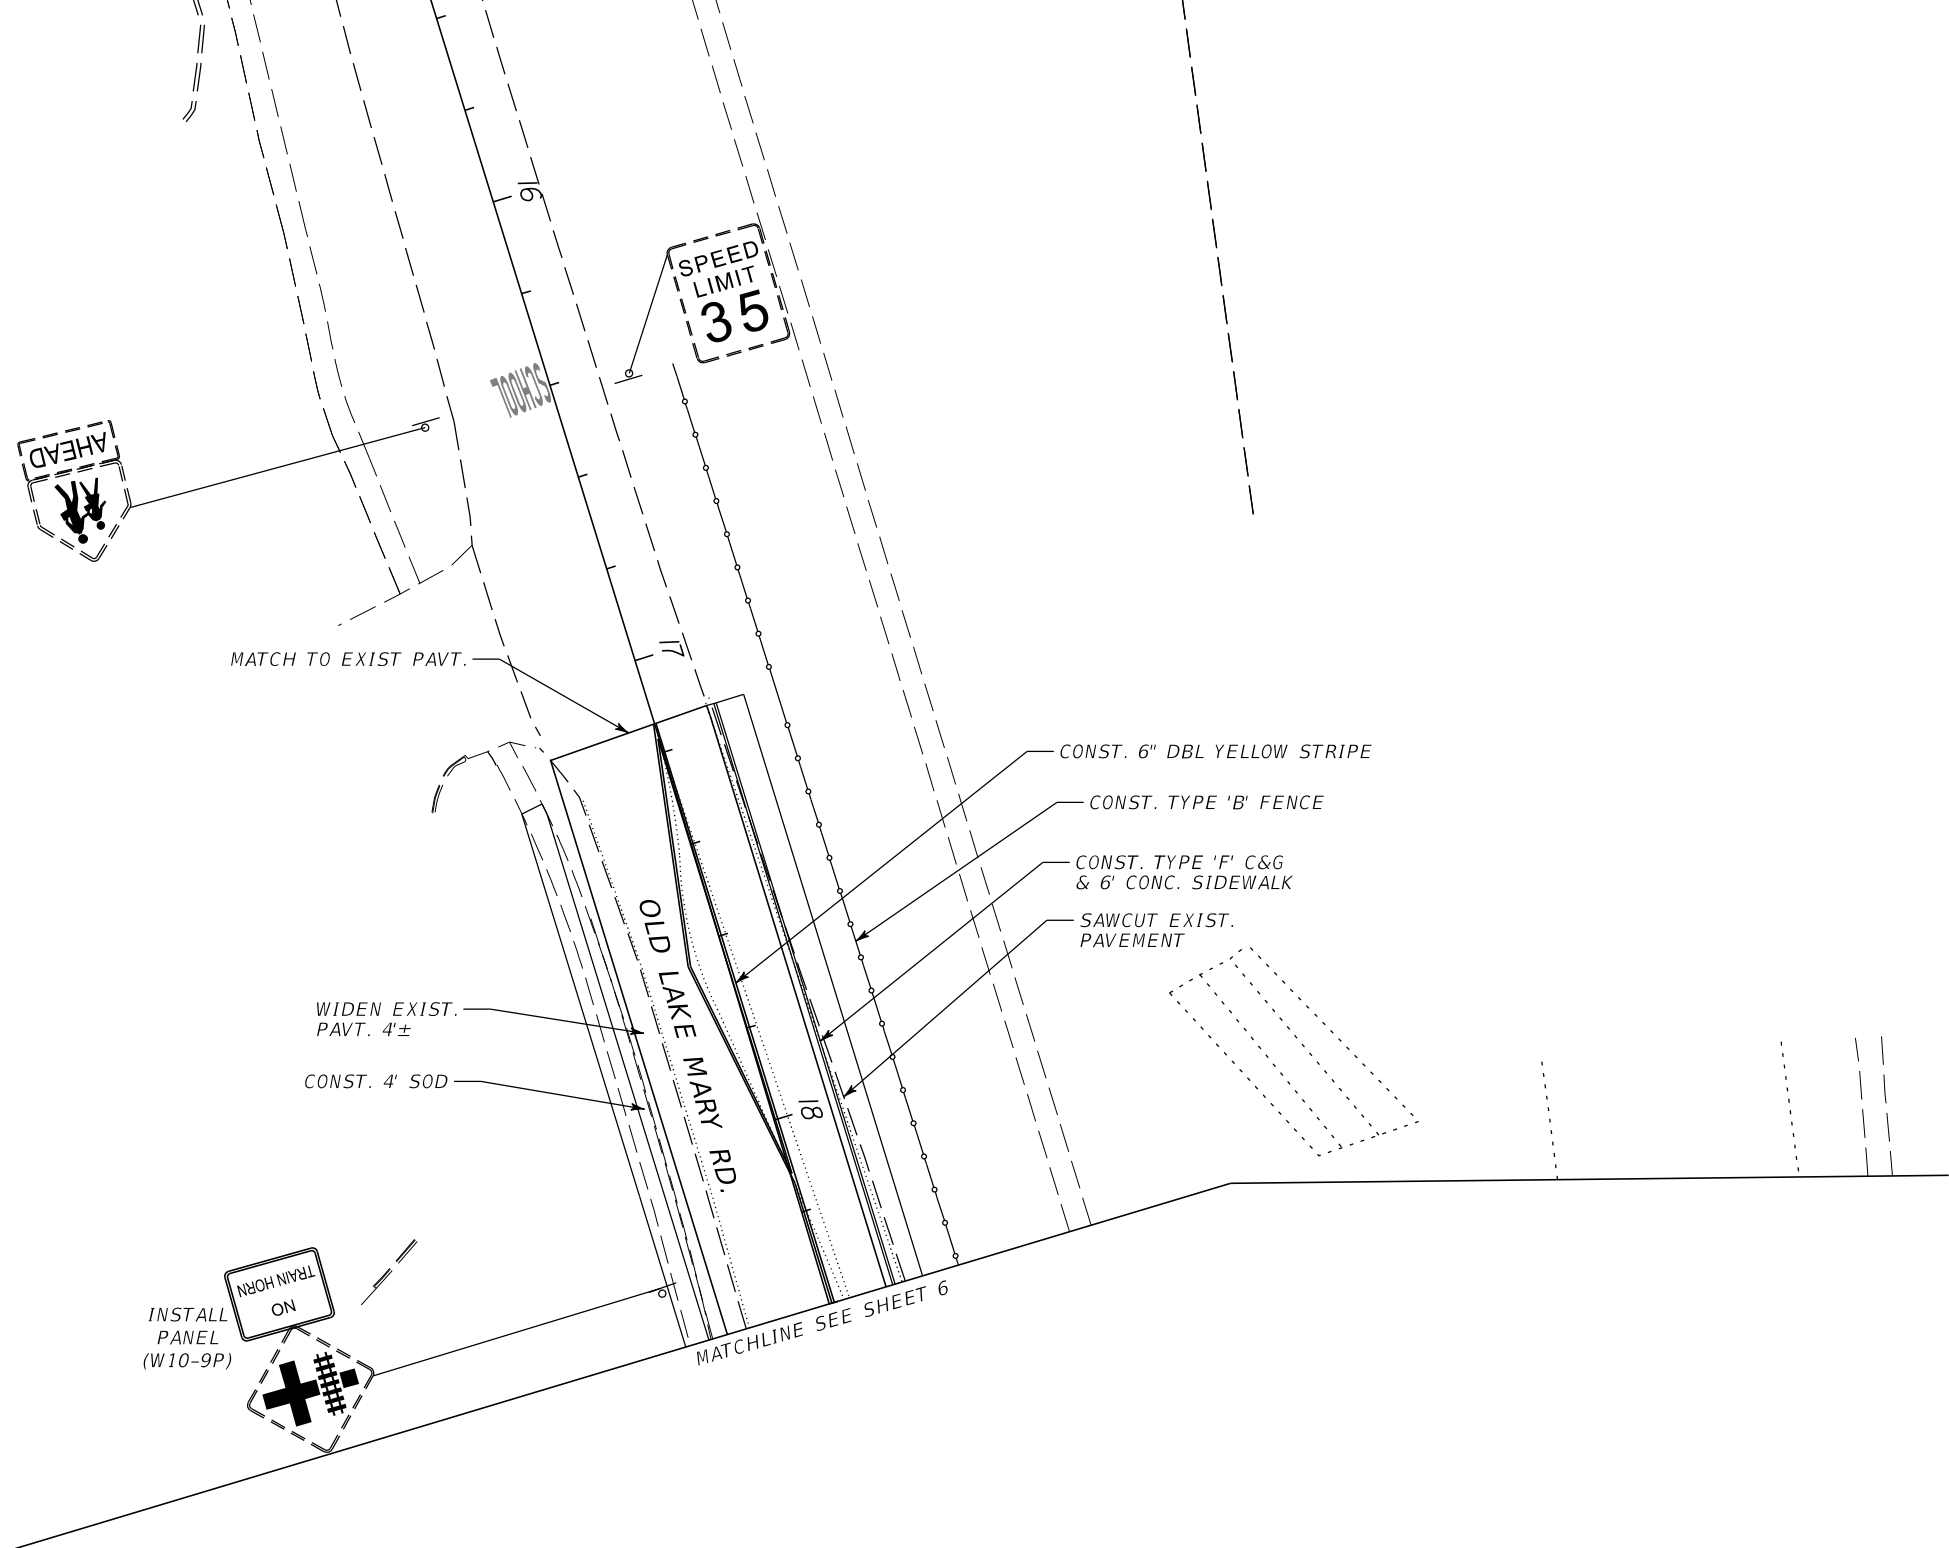 16
SPEED
LIMIT
35
SCHOOL
AHEAD
17
MATCH TO EXIST PAVT.
CONST. 6" DBL YELLOW STRIPE
CONST. TYPE 'B' FENCE
CONST. TYPE 'F' C&G
& 6' CONC. SIDEWALK
SAWCUT EXIST.
PAVEMENT
OLD LAKE MARY RD.
WIDEN EXIST.
PAVT. 4'±
CONST. 4' SOD
18
NO
TRAIN HORN
INSTALL
PANEL
(W10-9P)
MATCHLINE SEE SHEET 6